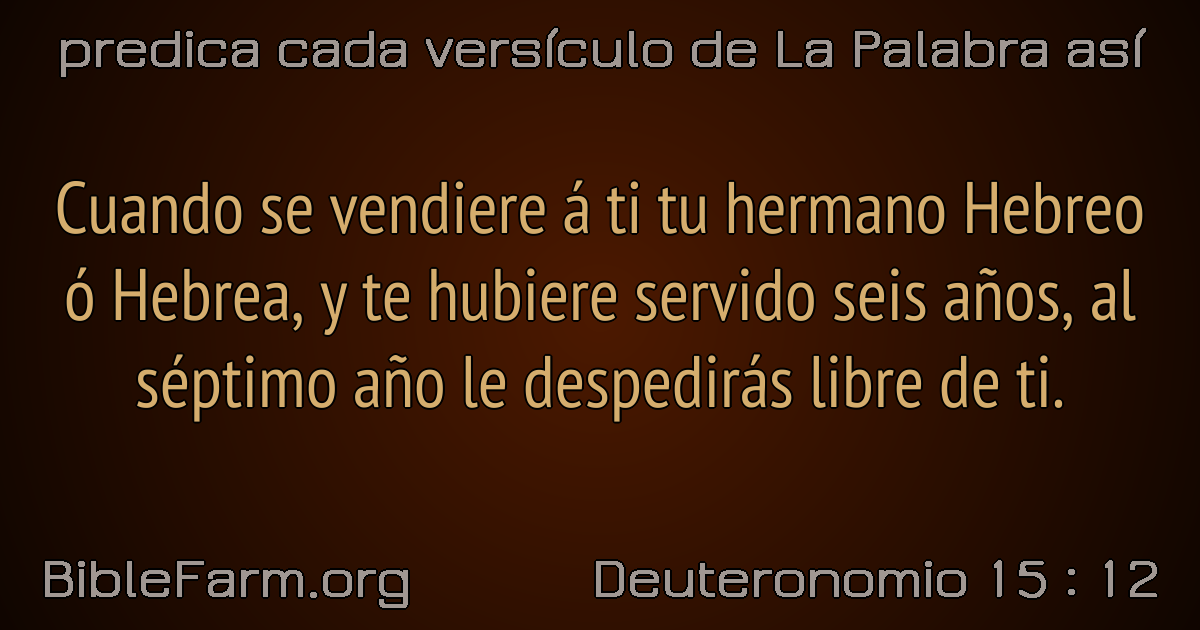 predica cada versículo de La Palabra así
Cuando se vendiere á ti tu hermano Hebreo
ó Hebrea, y te hubiere servido seis años, al
séptimo año le despedirás libre de ti.
BibleFarm.org
Deuteronomio 15 : 12